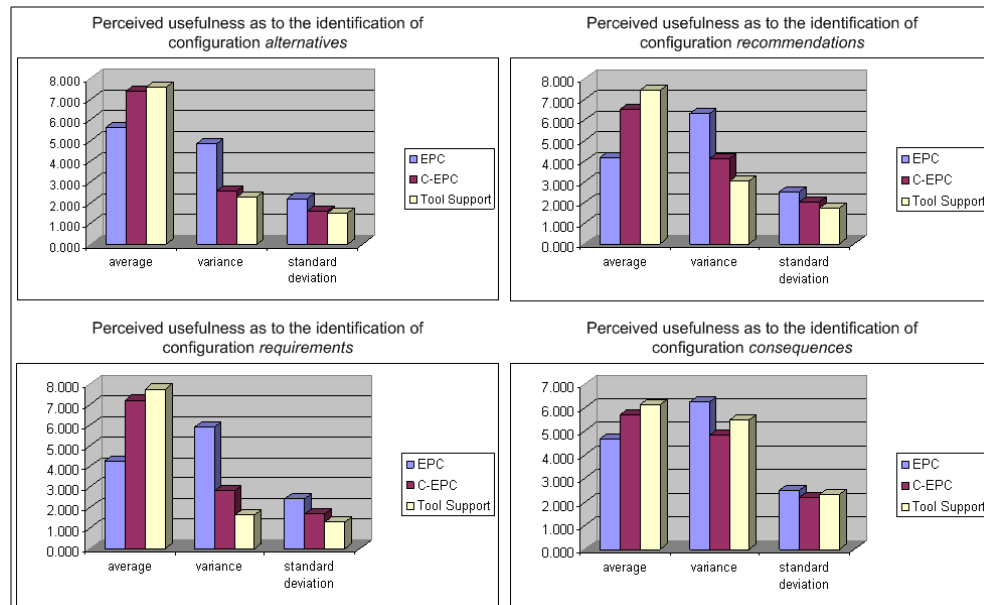 Perceived usefulness as to the identification of
configuration alternatives
8.000
7.000
6.000
5.000
4.000
3.000
2.000
1.000
0.000
average
variance
standard
deviation
EPC
C-EPC
Tool Support
Perceived usefulness as to the identification of
configuration recommendations
8.000
7.000
6.000
5.000
4.000
3.000
2.000
1.000
0.000
average
variance
standard
deviation
EPC
C-EPC
Tool Support
Perceived usefulness as to the identification of
configuration requirements
8.000
7.000
6.000
5.000
4.000
3.000
2.000
1.000
0.000
average
variance
standard
deviation
EPC
C-EPC
Tool Support
Perceived usefulness as to the identification of
configuration consequences
7.000
6.000
5.000
4.000
3.000
2.000
1.000
0.000
average
variance
standard
deviation
EPC
C-EPC
Tool Support